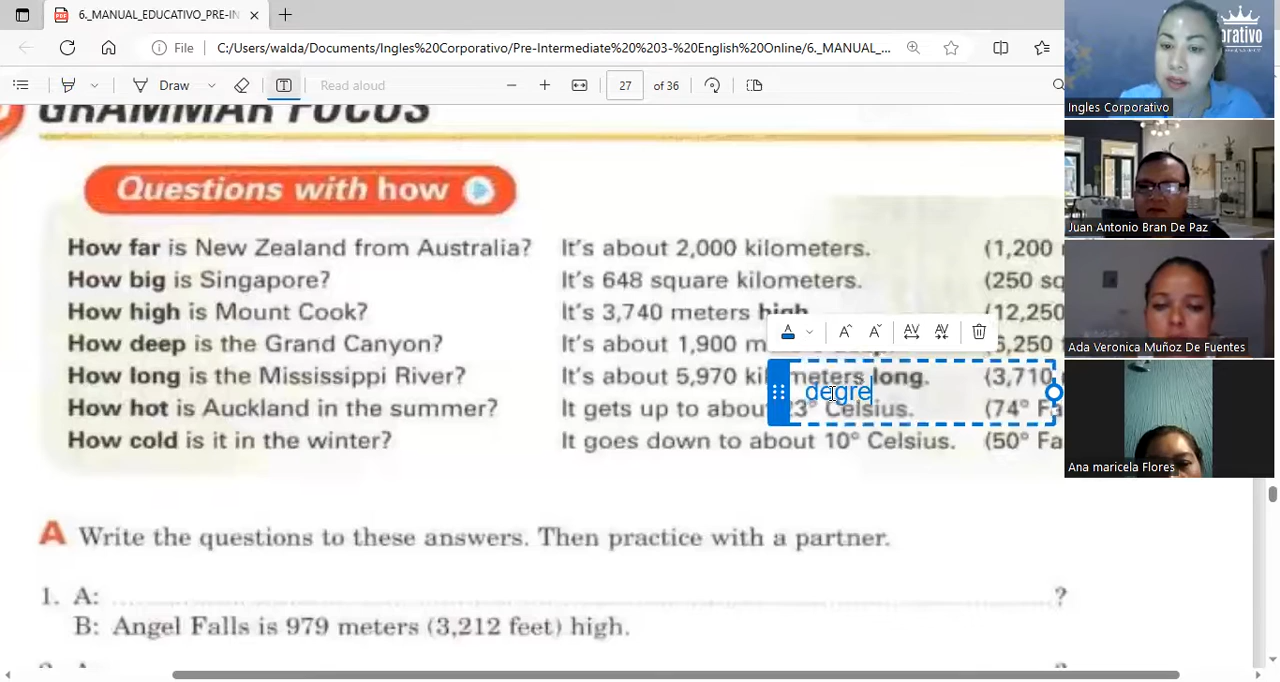 6._MANUAL_EDUCATIVO_PRE-IN
File
C:/Users/walda/Documents/Ingles%20Corporativo/Pre-Intermediate%20%203-%20English%20Online/6._MANUAL_...
Draw
Read aloud
27 of 36
GRAMMAR FOCUS
Questions with how
How far is New Zealand from Australia? It's about 2,000 kilometers. (1,200
How big is Singapore? It's 648 square kilometers. (250 sq
How high is Mount Cook? It's 3,740 meters high. (12,250
How deep is the Grand Canyon? It's about 1,900 m
How long is the Mississippi River? It's about 5,970 kilometers long. (3,710
degre
How hot is Auckland in the summer? It gets up to about 23° Celsius. (74° Fa
How cold is it in the winter? It goes down to about 10° Celsius. (50° Fa
A Write the questions to these answers. Then practice with a partner.
1. A: ?
B: Angel Falls is 979 meters (3,212 feet) high.
orativo
Ingles Corporativo
Juan Antonio Bran De Paz
Ada Veronica Muñoz De Fuentes
Ana maricela Flores